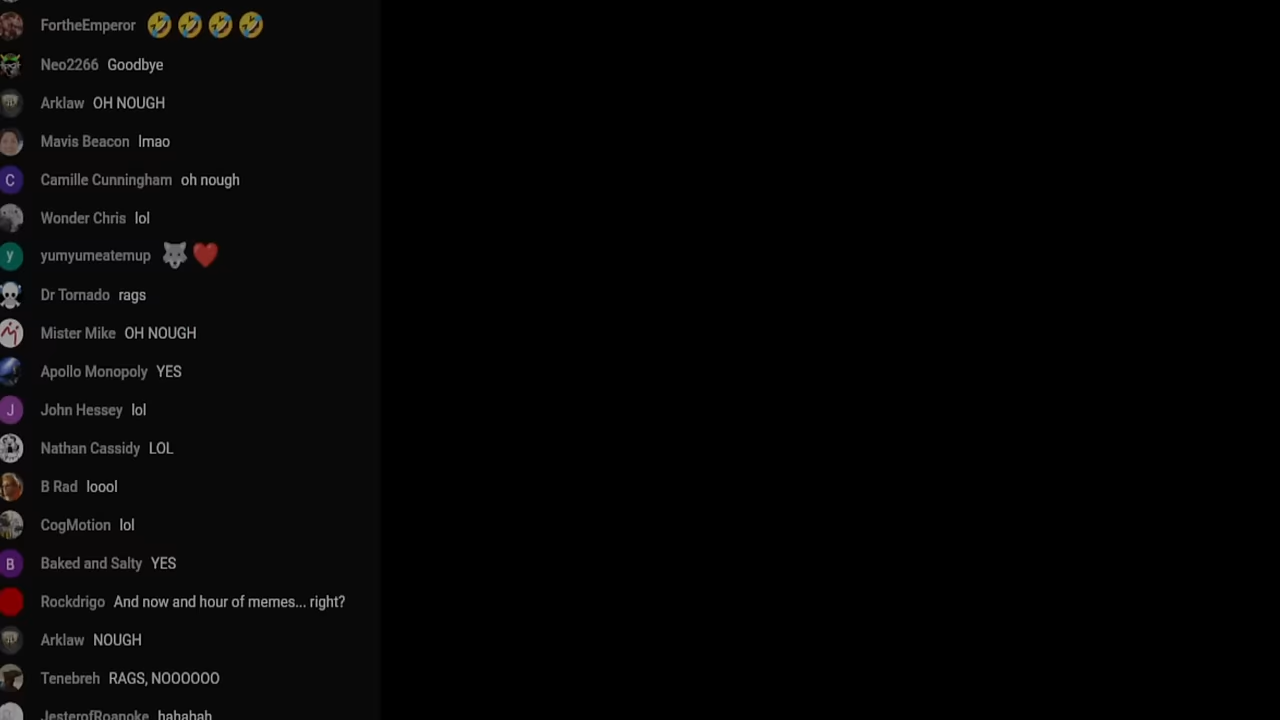 FortheEmperor 🤣🤣🤣🤣
Neo2266 Goodbye
Arklaw OH NOUGH
Mavis Beacon lmao
C Camille Cunningham oh nough
Wonder Chris lol
y yumyumeatemup 🐺❤️
Dr Tornado rags
Mister Mike OH NOUGH
Apollo Monopoly YES
J John Hessey lol
Nathan Cassidy LOL
B Rad loool
CogMotion lol
B Baked and Salty YES
Rockdrigo And now and hour of memes... right?
Arklaw NOUGH
Tenebreh RAGS, NOOOOOO
JesterofRoanoke hahahah